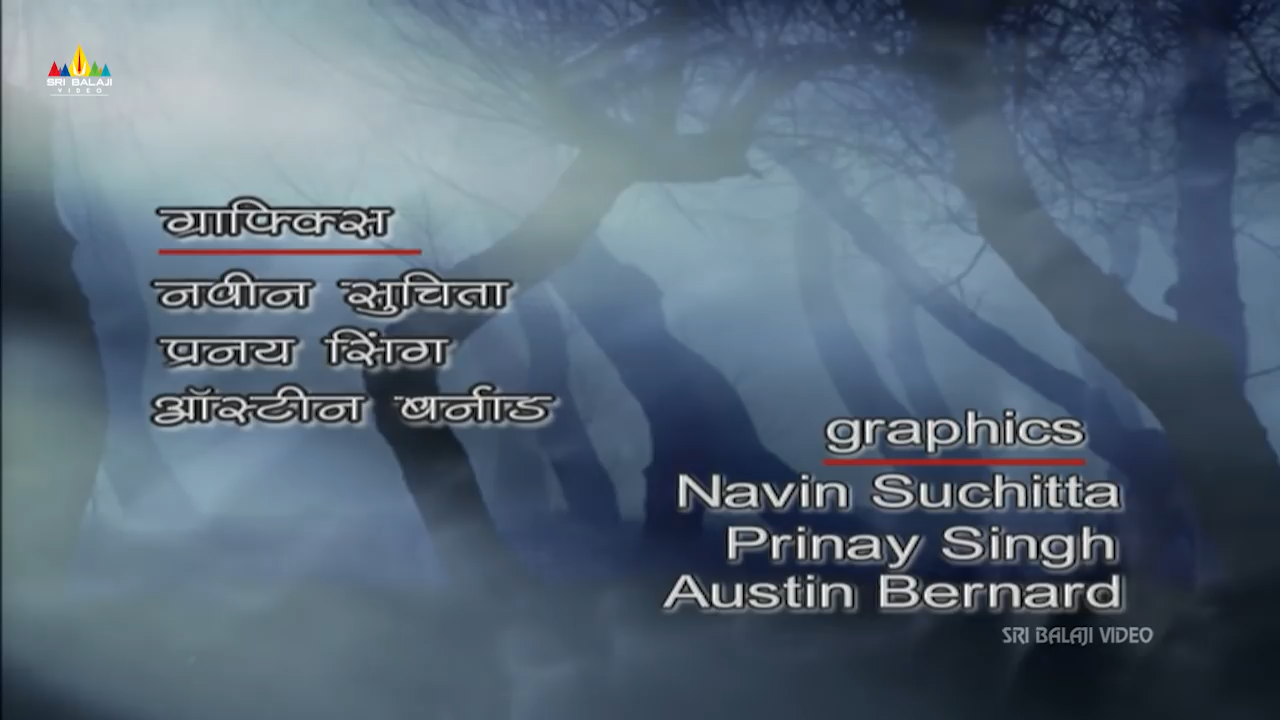 SRI BALAJI
VIDEO
ग्राफिक्स
नवीन सुचिता
प्रनय सिंग
ऑस्टीन बर्नाड
graphics
Navin Suchitta
Prinay Singh
Austin Bernard
SRI BALAJI VIDEO